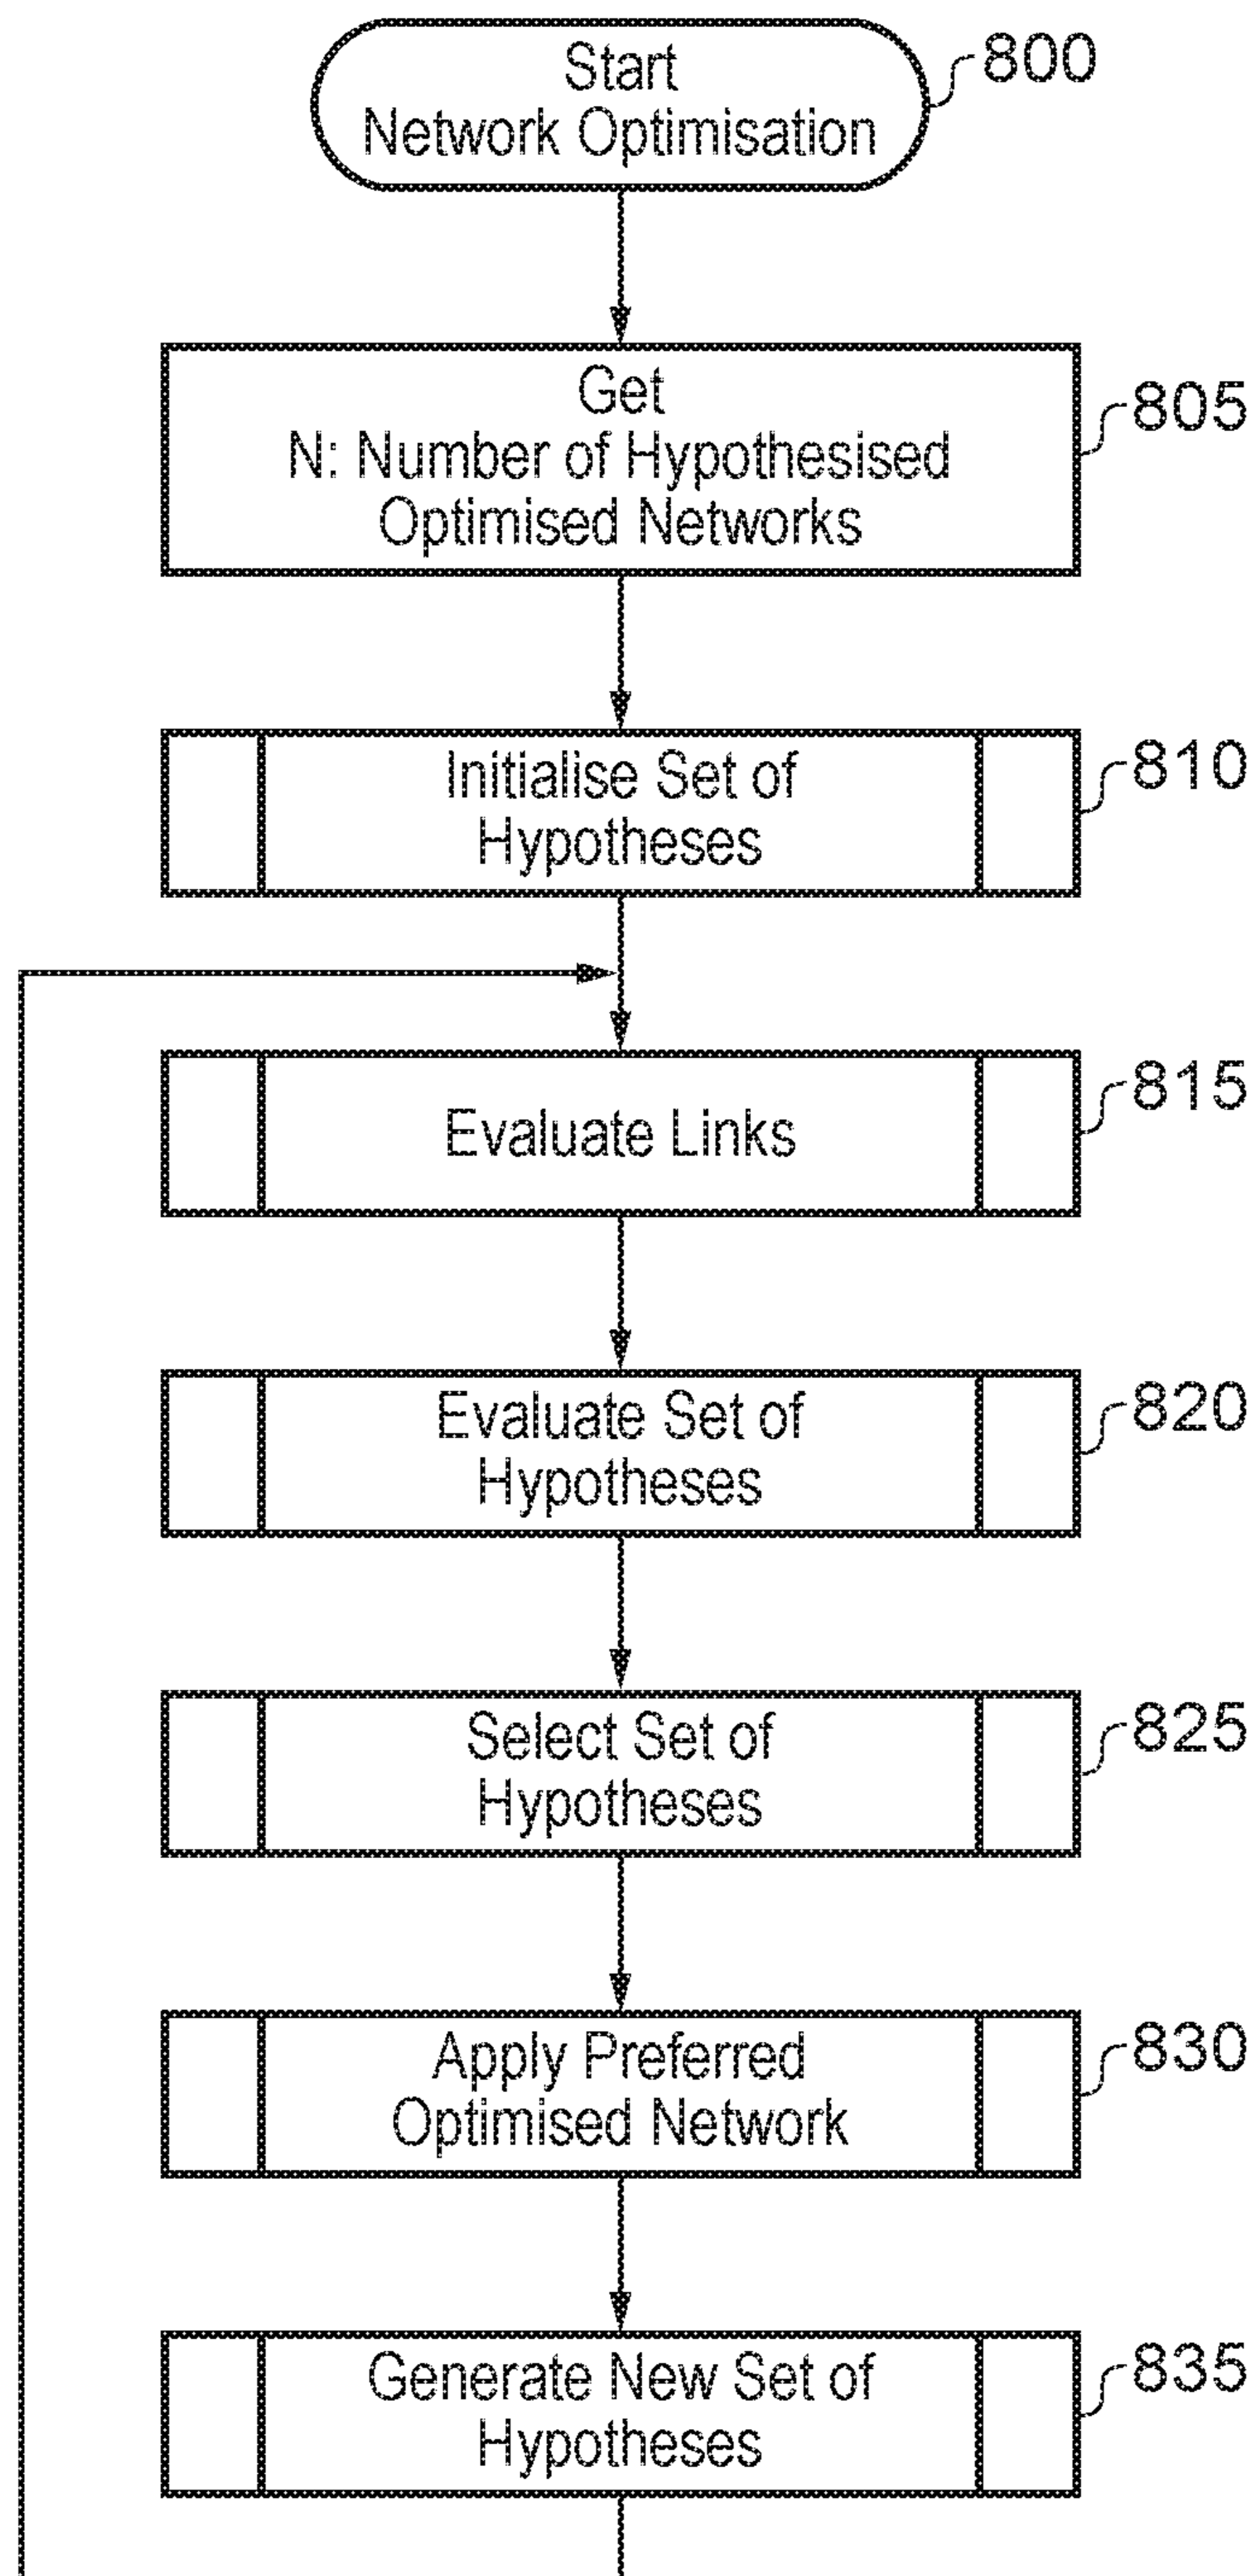 Start
Network Optimisation
800
Get
N: Number of Hypothesised
Optimised Networks
805
Initialise Set of
Hypotheses
810
Evaluate Links
815
Evaluate Set of
Hypotheses
820
Select Set of
Hypotheses
825
Apply Preferred
Optimised Network
830
Generate New Set of
Hypotheses
835